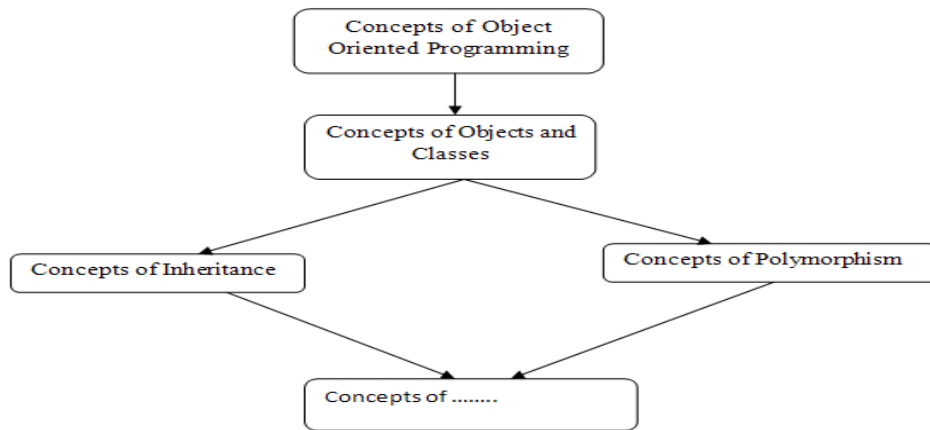 Concepts of Object
Oriented Programming
Concepts of Objects and
Classes
Concepts of Inheritance
Concepts of Polymorphism
Concepts of ........